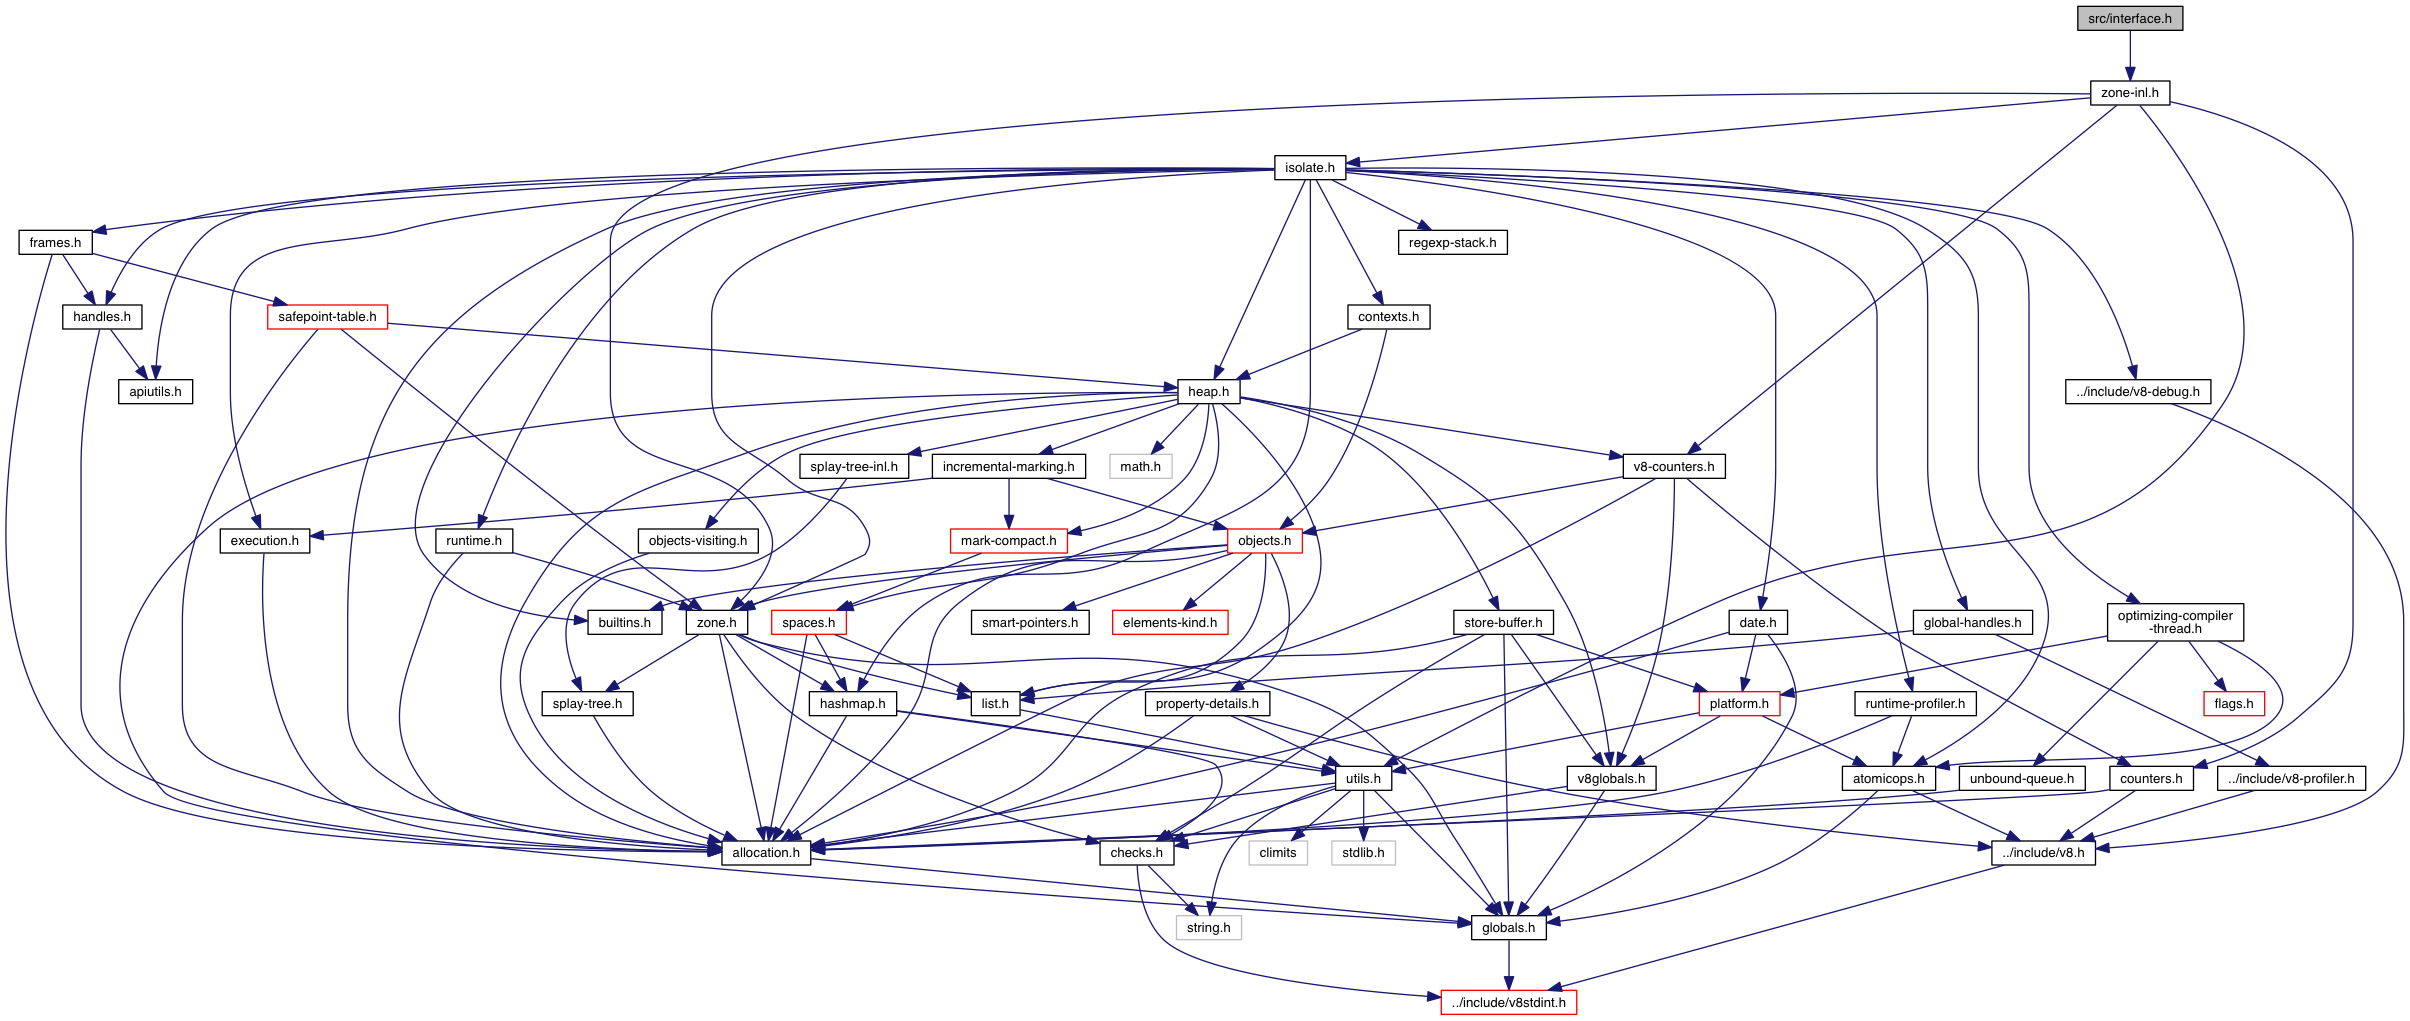 src/interface.h
zone-inl.h
isolate.h
frames.h
regexp-stack.h
handles.h
safepoint-table.h
contexts.h
apiutils.h
heap.h
../include/v8-debug.h
splay-tree-inl.h
incremental-marking.h
math.h
v8-counters.h
execution.h
runtime.h
objects-visiting.h
mark-compact.h
objects.h
builtins.h
zone.h
spaces.h
smart-pointers.h
elements-kind.h
store-buffer.h
date.h
global-handles.h
optimizing-compiler
-thread.h
splay-tree.h
hashmap.h
list.h
property-details.h
platform.h
runtime-profiler.h
flags.h
utils.h
v8globals.h
atomicops.h
unbound-queue.h
counters.h
../include/v8-profiler.h
allocation.h
checks.h
climits
stdlib.h
../include/v8.h
string.h
globals.h
../include/v8stdint.h